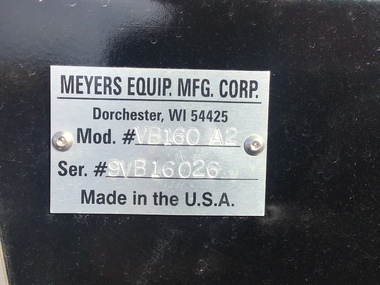 MEYERS EQUIP. MFG. CORP.
Dorchester, WI 54425
Mod. #VB160 A2
Ser. #9VB16026
Made in the U.S.A.